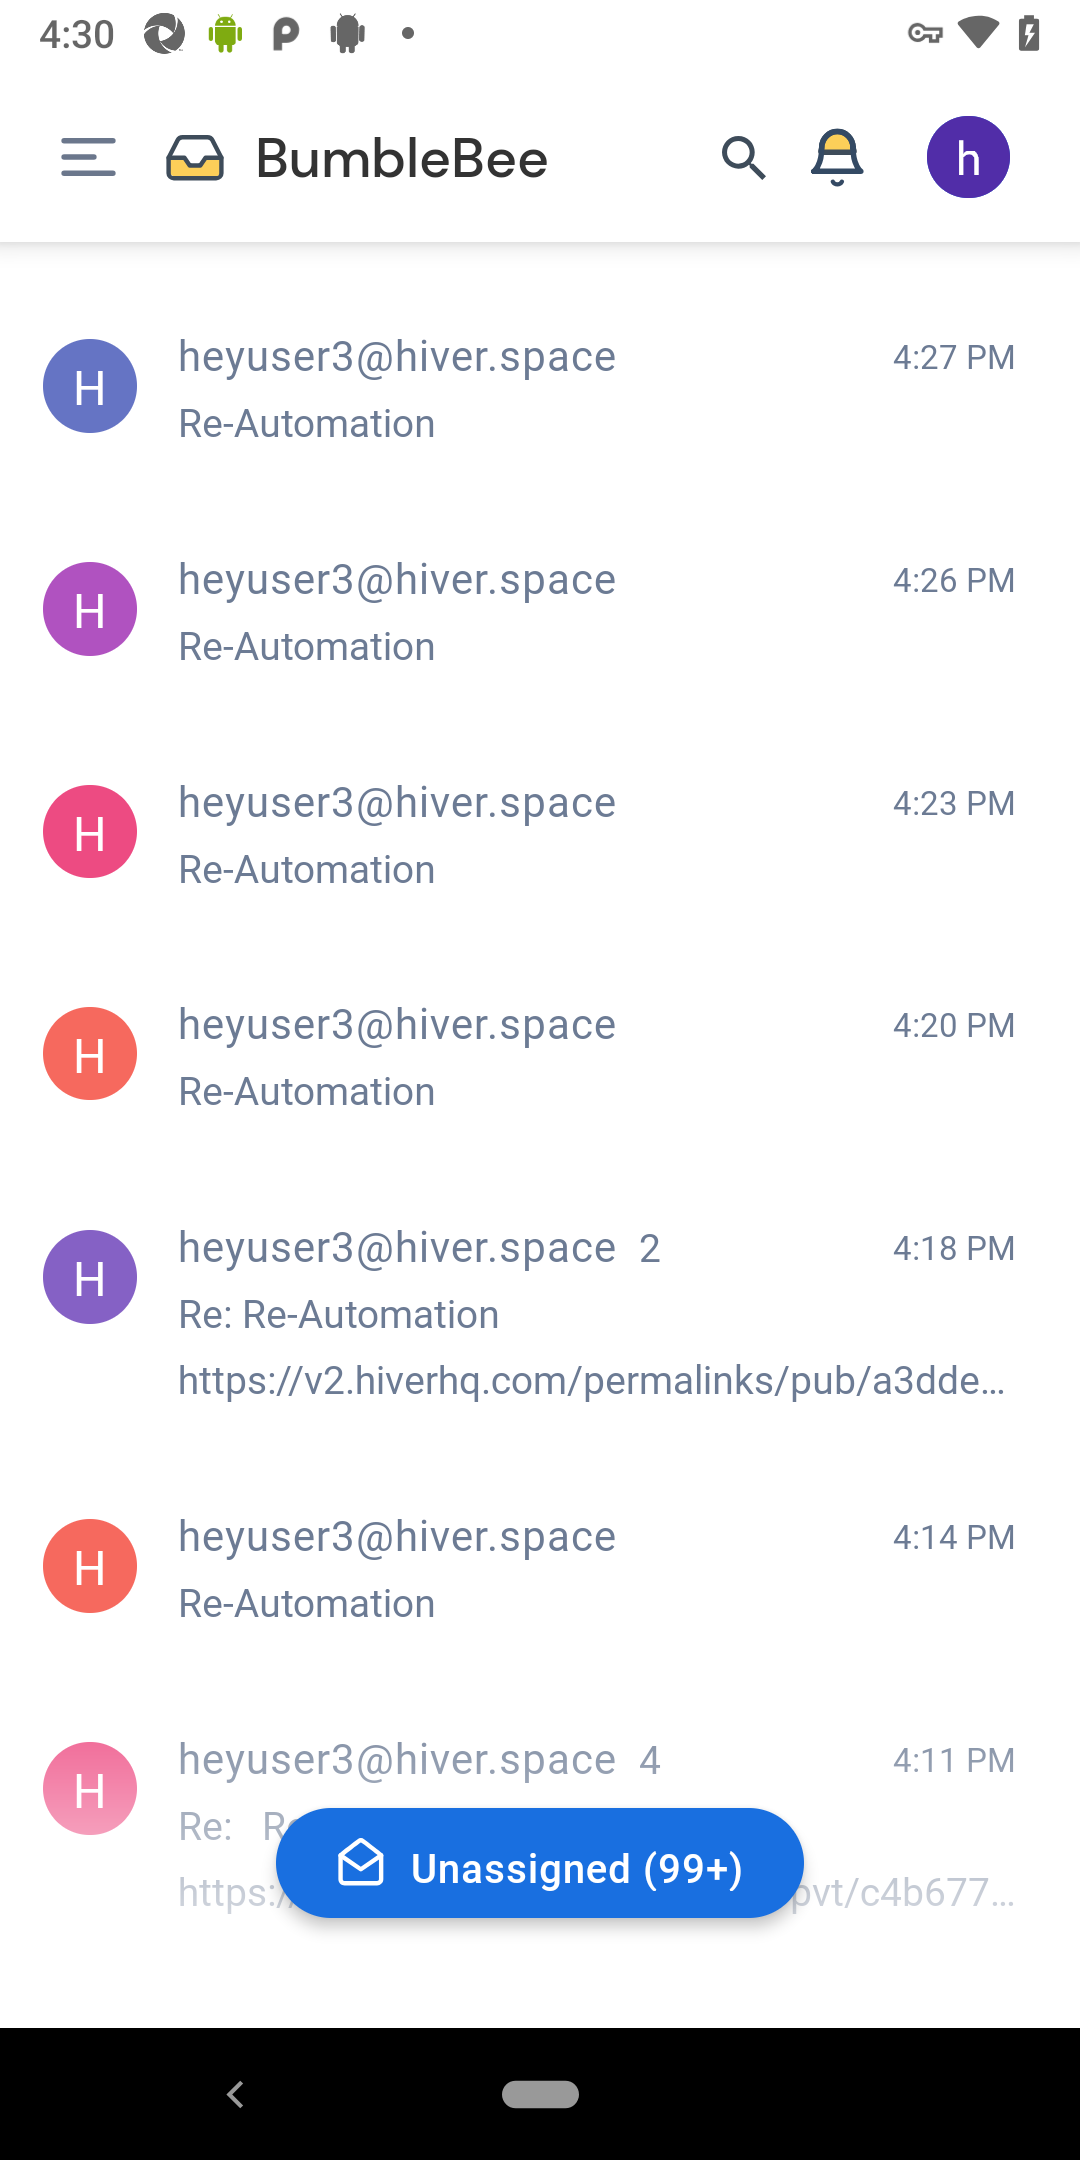 4:30
BumbleBee
h
H
heyuser3@hiver.space
4:27 PM
Re-Automation
H
heyuser3@hiver.space
4:26 PM
Re-Automation
H
heyuser3@hiver.space
4:23 PM
Re-Automation
H
heyuser3@hiver.space
4:20 PM
Re-Automation
H
heyuser3@hiver.space 2
4:18 PM
Re: Re-Automation
https://v2.hiverhq.com/permalinks/pub/a3dde…
H
heyuser3@hiver.space
4:14 PM
Re-Automation
H
heyuser3@hiver.space 4
4:11 PM
Re:
https:/ pvt/c4b677…
Unassigned (99+)